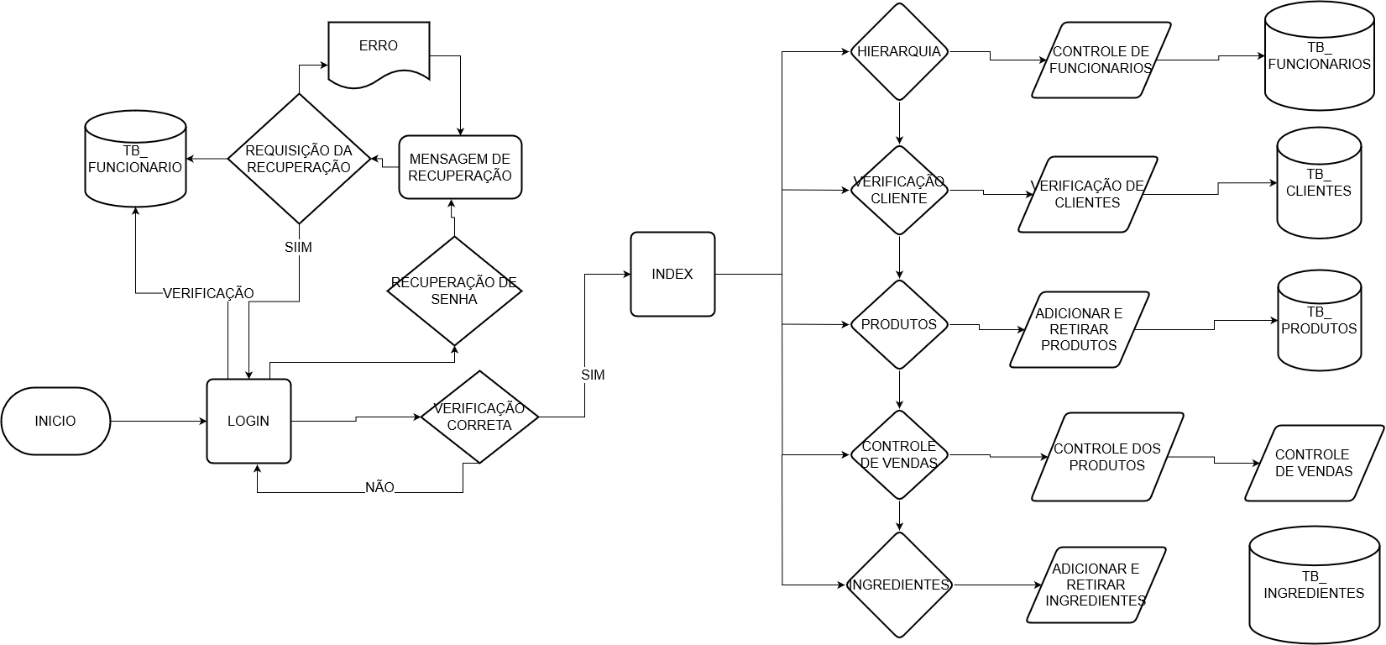 ERRO
REQUISIÇÃO DA
RECUPERAÇÃO
TB_
FUNCIONARIO
MENSAGEM DE
RECUPERAÇÃO
SIIM
VERIFICAÇÃO
RECUPERAÇÃO DE
SENHA
INICIO
LOGIN
VERIFICAÇÃO
CORRETA
NÃO
SIM
INDEX
HIERARQUIA
CONTROLE DE
FUNCIONARIOS
TB_
FUNCIONARIOS
VERIFICAÇÃO
CLIENTE
VERIFICAÇÃO DE
CLIENTES
TB_
CLIENTES
PRODUTOS
ADICIONAR E
RETIRAR
PRODUTOS
TB_
PRODUTOS
CONTROLE
DE VENDAS
CONTROLE DOS
PRODUTOS
CONTROLE
DE VENDAS
INGREDIENTES
ADICIONAR E
RETIRAR
INGREDIENTES
TB_
INGREDIENTES